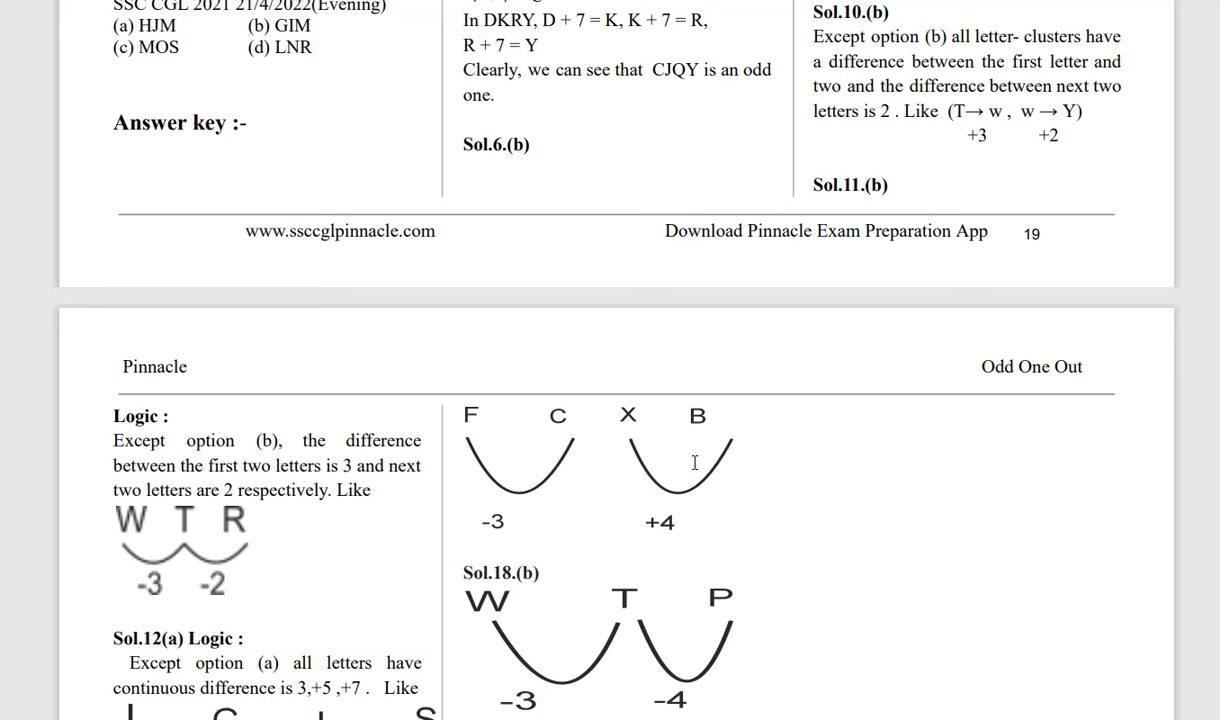 SSC CGL 2021 21/4/2022(Evening)
(a) HJM (b) GIM
(c) MOS (d) LNR
Answer key :-
In DKRY, D + 7 = K, K + 7 = R,
R + 7 = Y
Clearly, we can see that CJQY is an odd
one.
Sol.6.(b)
Sol.10.(b)
Except option (b) all letter- clusters have
a difference between the first letter and
two and the difference between next two
letters is 2 . Like (T→ w , w → Y)
+3 +2
Sol.11.(b)
www.ssccglpinnacle.com Download Pinnacle Exam Preparation App 19
Pinnacle Odd One Out
Logic :
Except option (b), the difference
between the first two letters is 3 and next
two letters are 2 respectively. Like
W T R
-3 -2
Sol.12(a) Logic :
Except option (a) all letters have
continuous difference is 3,+5 ,+7 . Like
F C X B
-3 +4
Sol.18.(b)
W T P
-3 -4